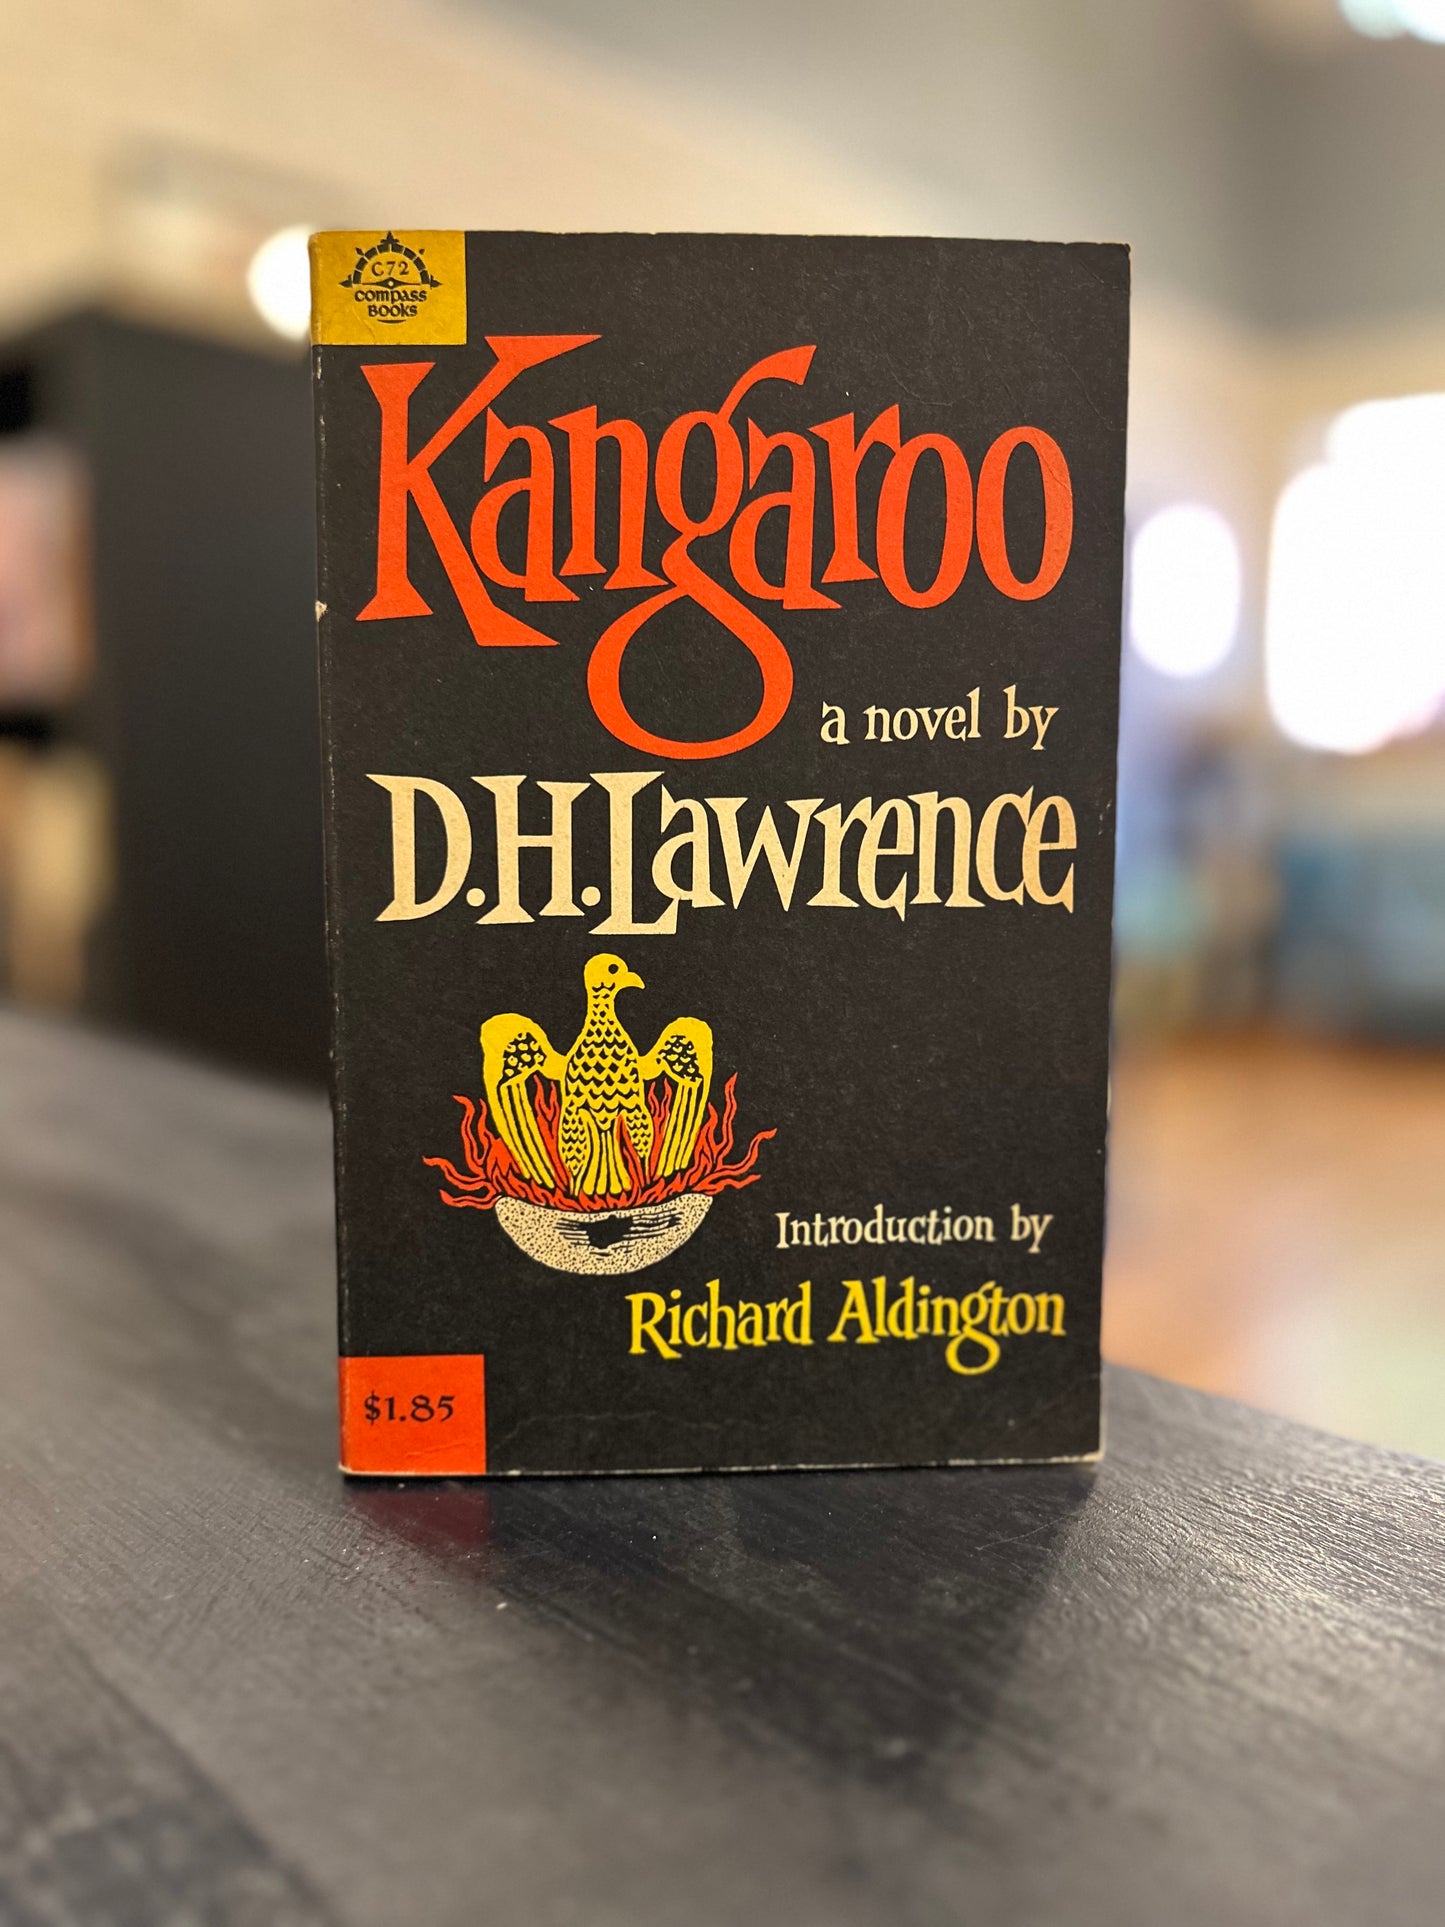 C72
Compass
Books
Kangaroo
a novel by
D.H.Lawrence
Introduction by
Richard Aldington
$1.85